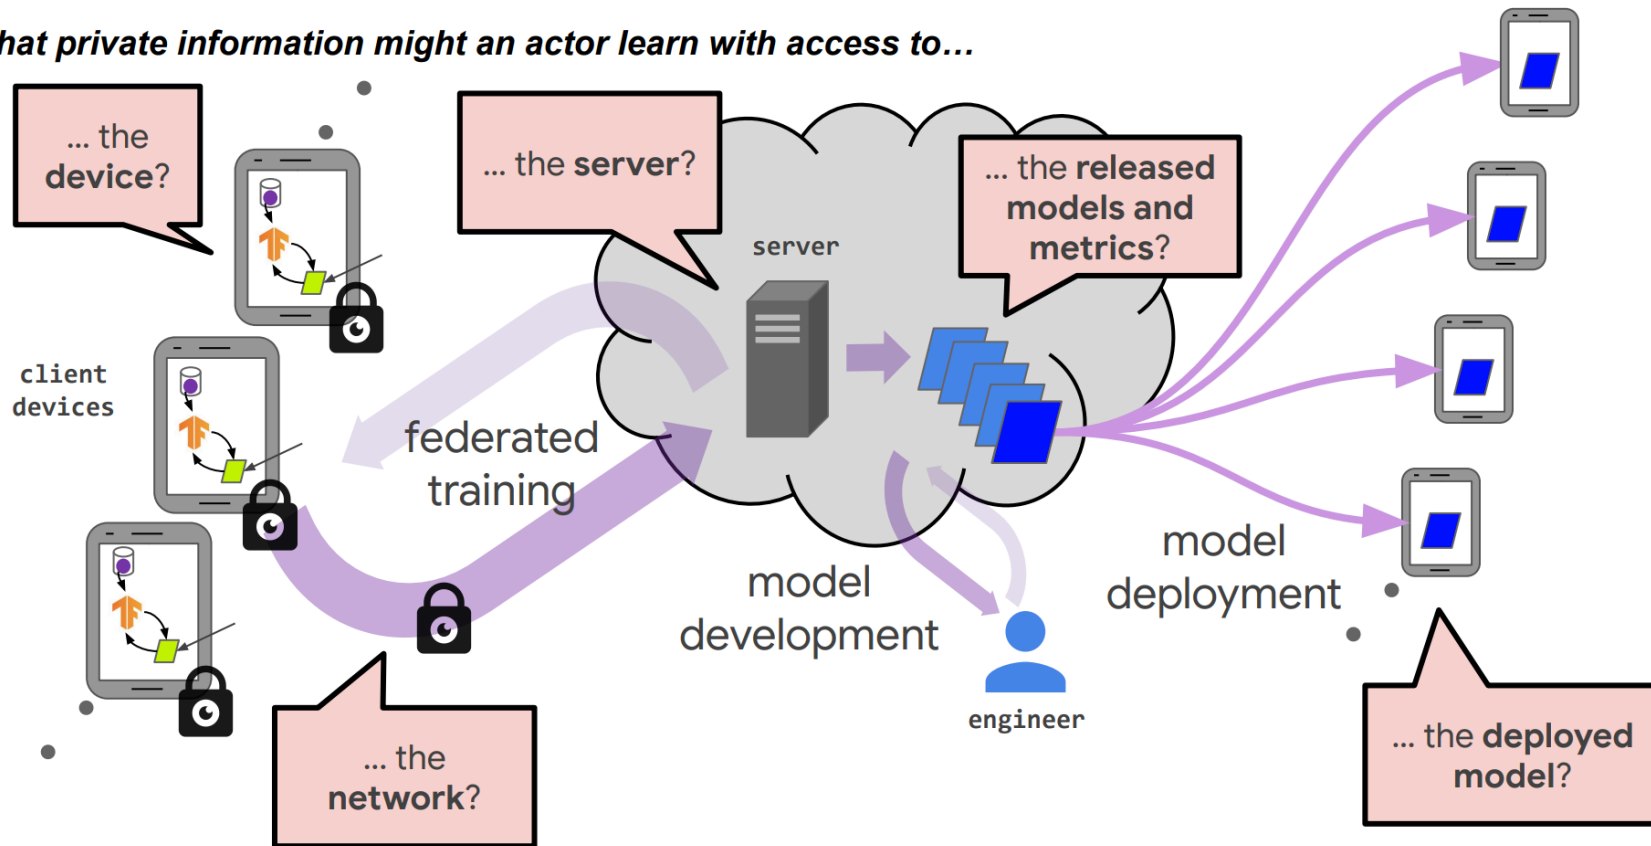 hat private information might an actor learn with access to…
... the
device?
... the server?
... the released
models and
metrics?
server
client
devices
federated
training
model
development
model
deployment
engineer
... the
network?
... the deployed
model?